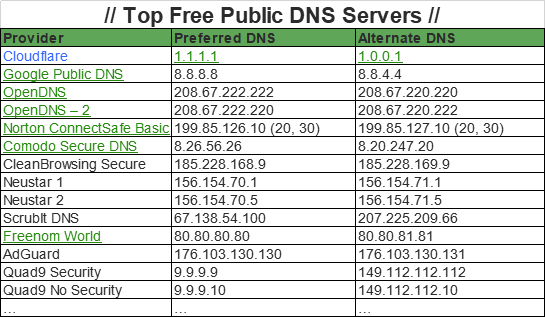 // Top Free Public DNS Servers //
Provider Preferred DNS Alternate DNS
Cloudflare 1.1.1.1 1.0.0.1
Google Public DNS 8.8.8.8 8.8.4.4
OpenDNS 208.67.222.222 208.67.220.220
OpenDNS – 2 208.67.222.220 208.67.220.222
Norton ConnectSafe Basic 199.85.126.10 (20, 30) 199.85.127.10 (20, 30)
Comodo Secure DNS 8.26.56.26 8.20.247.20
CleanBrowsing Secure 185.228.168.9 185.228.169.9
Neustar 1 156.154.70.1 156.154.71.1
Neustar 2 156.154.70.5 156.154.71.5
ScrubIt DNS 67.138.54.100 207.225.209.66
Freenom World 80.80.80.80 80.80.81.81
AdGuard 176.103.130.130 176.103.130.131
Quad9 Security 9.9.9.9 149.112.112.112
Quad9 No Security 9.9.9.10 149.112.112.10
... ... ...